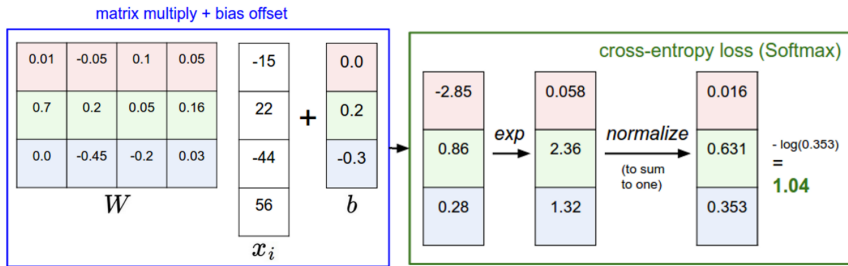 matrix multiply + bias offset
cross-entropy loss (Softmax)
0.01 -0.05 0.1 0.05
0.7 0.2 0.05 0.16
0.0 -0.45 -0.2 0.03
W
-15
22
-44
56
x_i
+
0.0
0.2
-0.3
b
-2.85
0.86
0.28
exp
0.058
2.36
1.32
normalize
(to sum
to one)
0.016
0.631
0.353
- log(0.353)
=
1.04